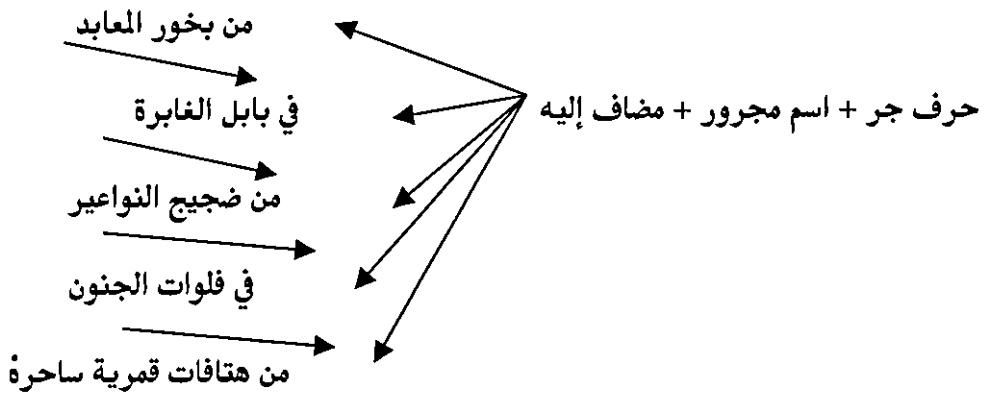 من بخور المعابد
حرف جر + اسم مجرور + مضاف إليه
في بابل الغابرة
من ضجيج النواعير
في فلوات الجنون
من هتافات قمرية ساحرهْ